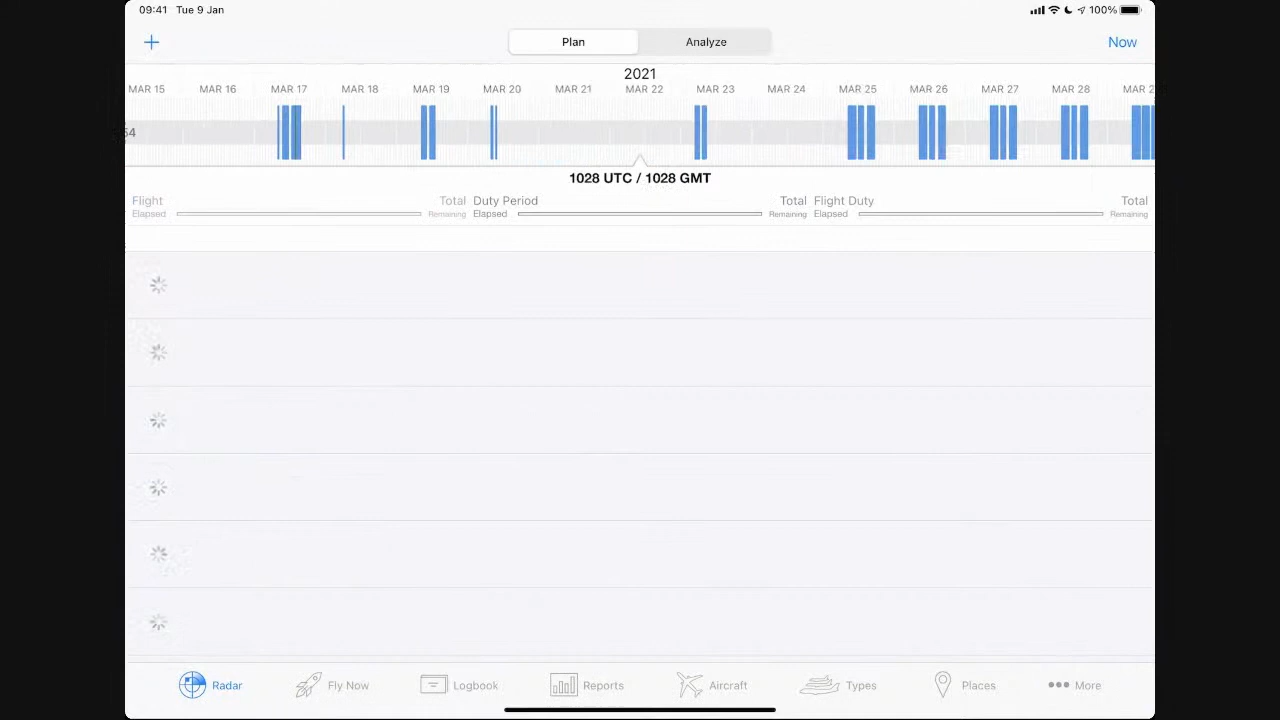 09:41 Tue 9 Jan 100%
Plan Analyze Now
2021
MAR 15 MAR 16 MAR 17 MAR 18 MAR 19 MAR 20 MAR 21 MAR 22 MAR 23 MAR 24 MAR 25 MAR 26 MAR 27 MAR 28 MAR 2
54
1028 UTC / 1028 GMT
Flight Total Duty Period Total Flight Duty Total
Elapsed Remaining Elapsed Remaining Elapsed Remaining
Radar Fly Now Logbook Reports Aircraft Types Places More